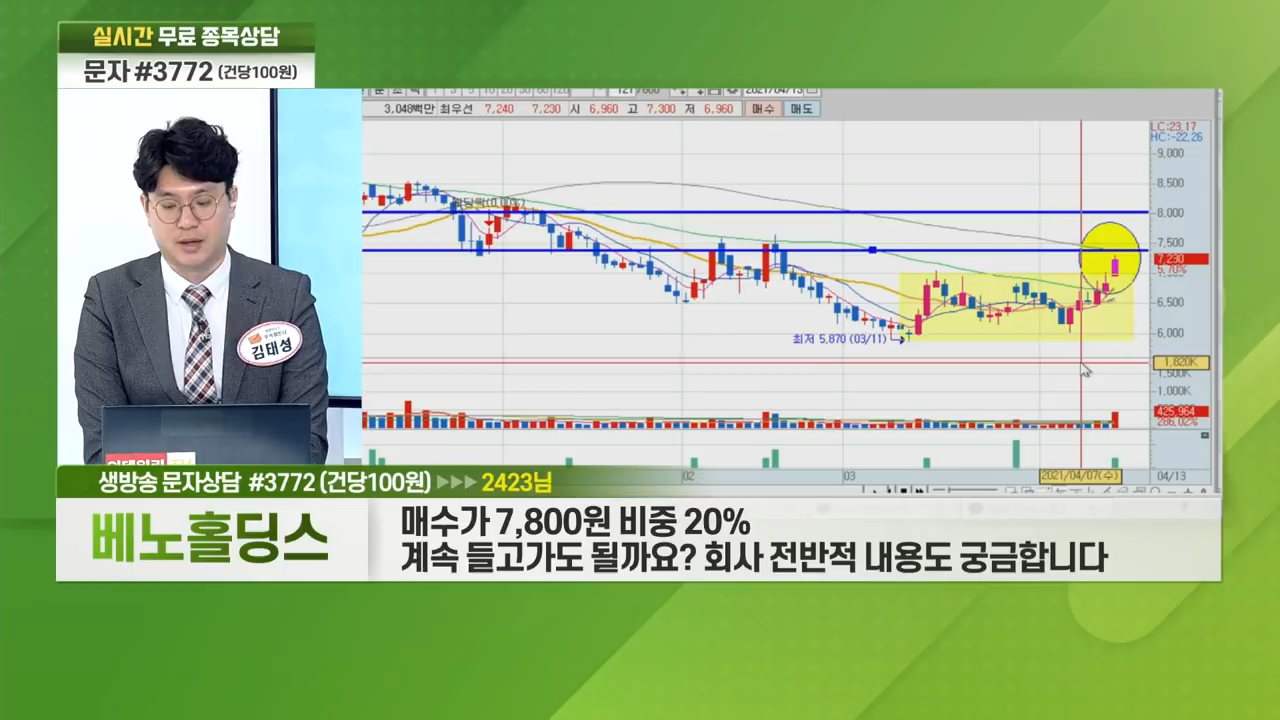 실시간 무료 종목상담
문자 #3772 (건당100원)
3,048백만 최우선 7,240 7,230 시 6,960 고 7,300 저 6,960 매수 매도
LC:23.17
HC:-22.26
9,000
8,500
8,000
7,500
7,230
5.70%
6,500
6,000
최저 5,870 (03/11)
1,820K
1,500K
1,000K
425,964
286.02%
02
03
2021/04/07(수)
04/13
김태성
생방송 문자상담 #3772 (건당100원) ▶▶▶ 2423님
베노홀딩스
매수가 7,800원 비중 20%
계속 들고가도 될까요? 회사 전반적 내용도 궁금합니다